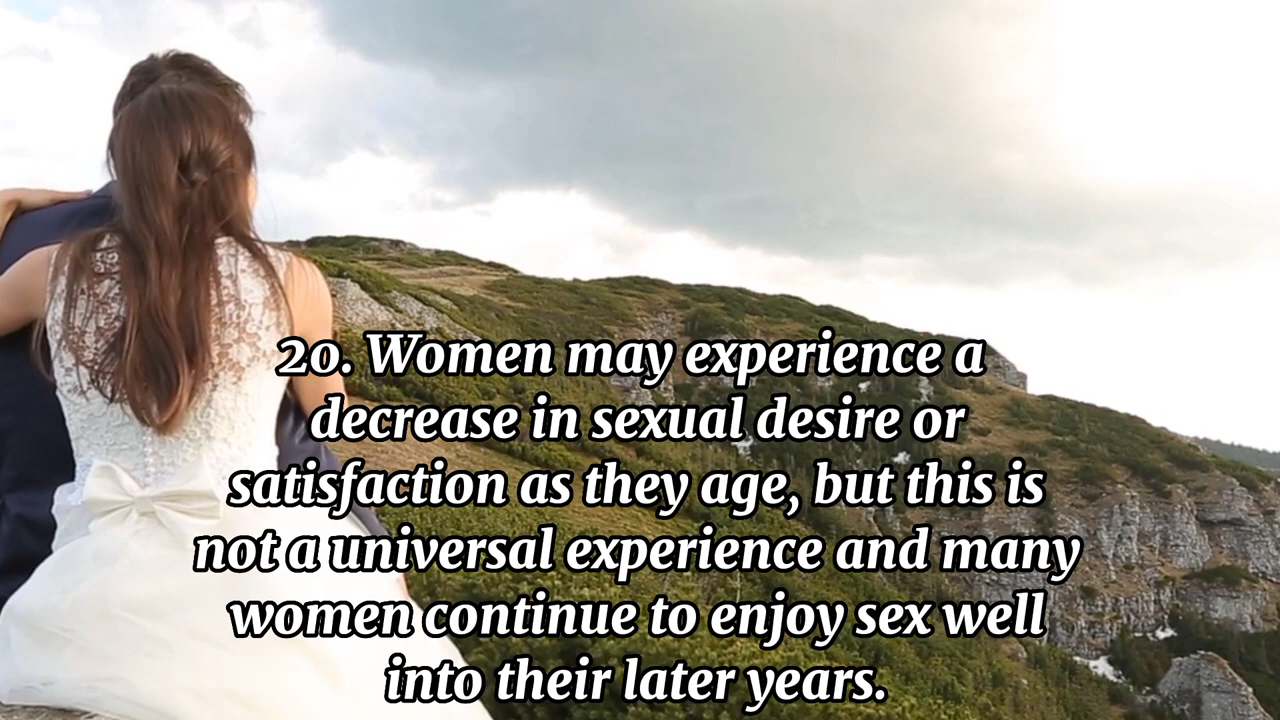 20. Women may experience a
decrease in sexual desire or
satisfaction as they age, but this is
not a universal experience and many
women continue to enjoy sex well
into their later years.